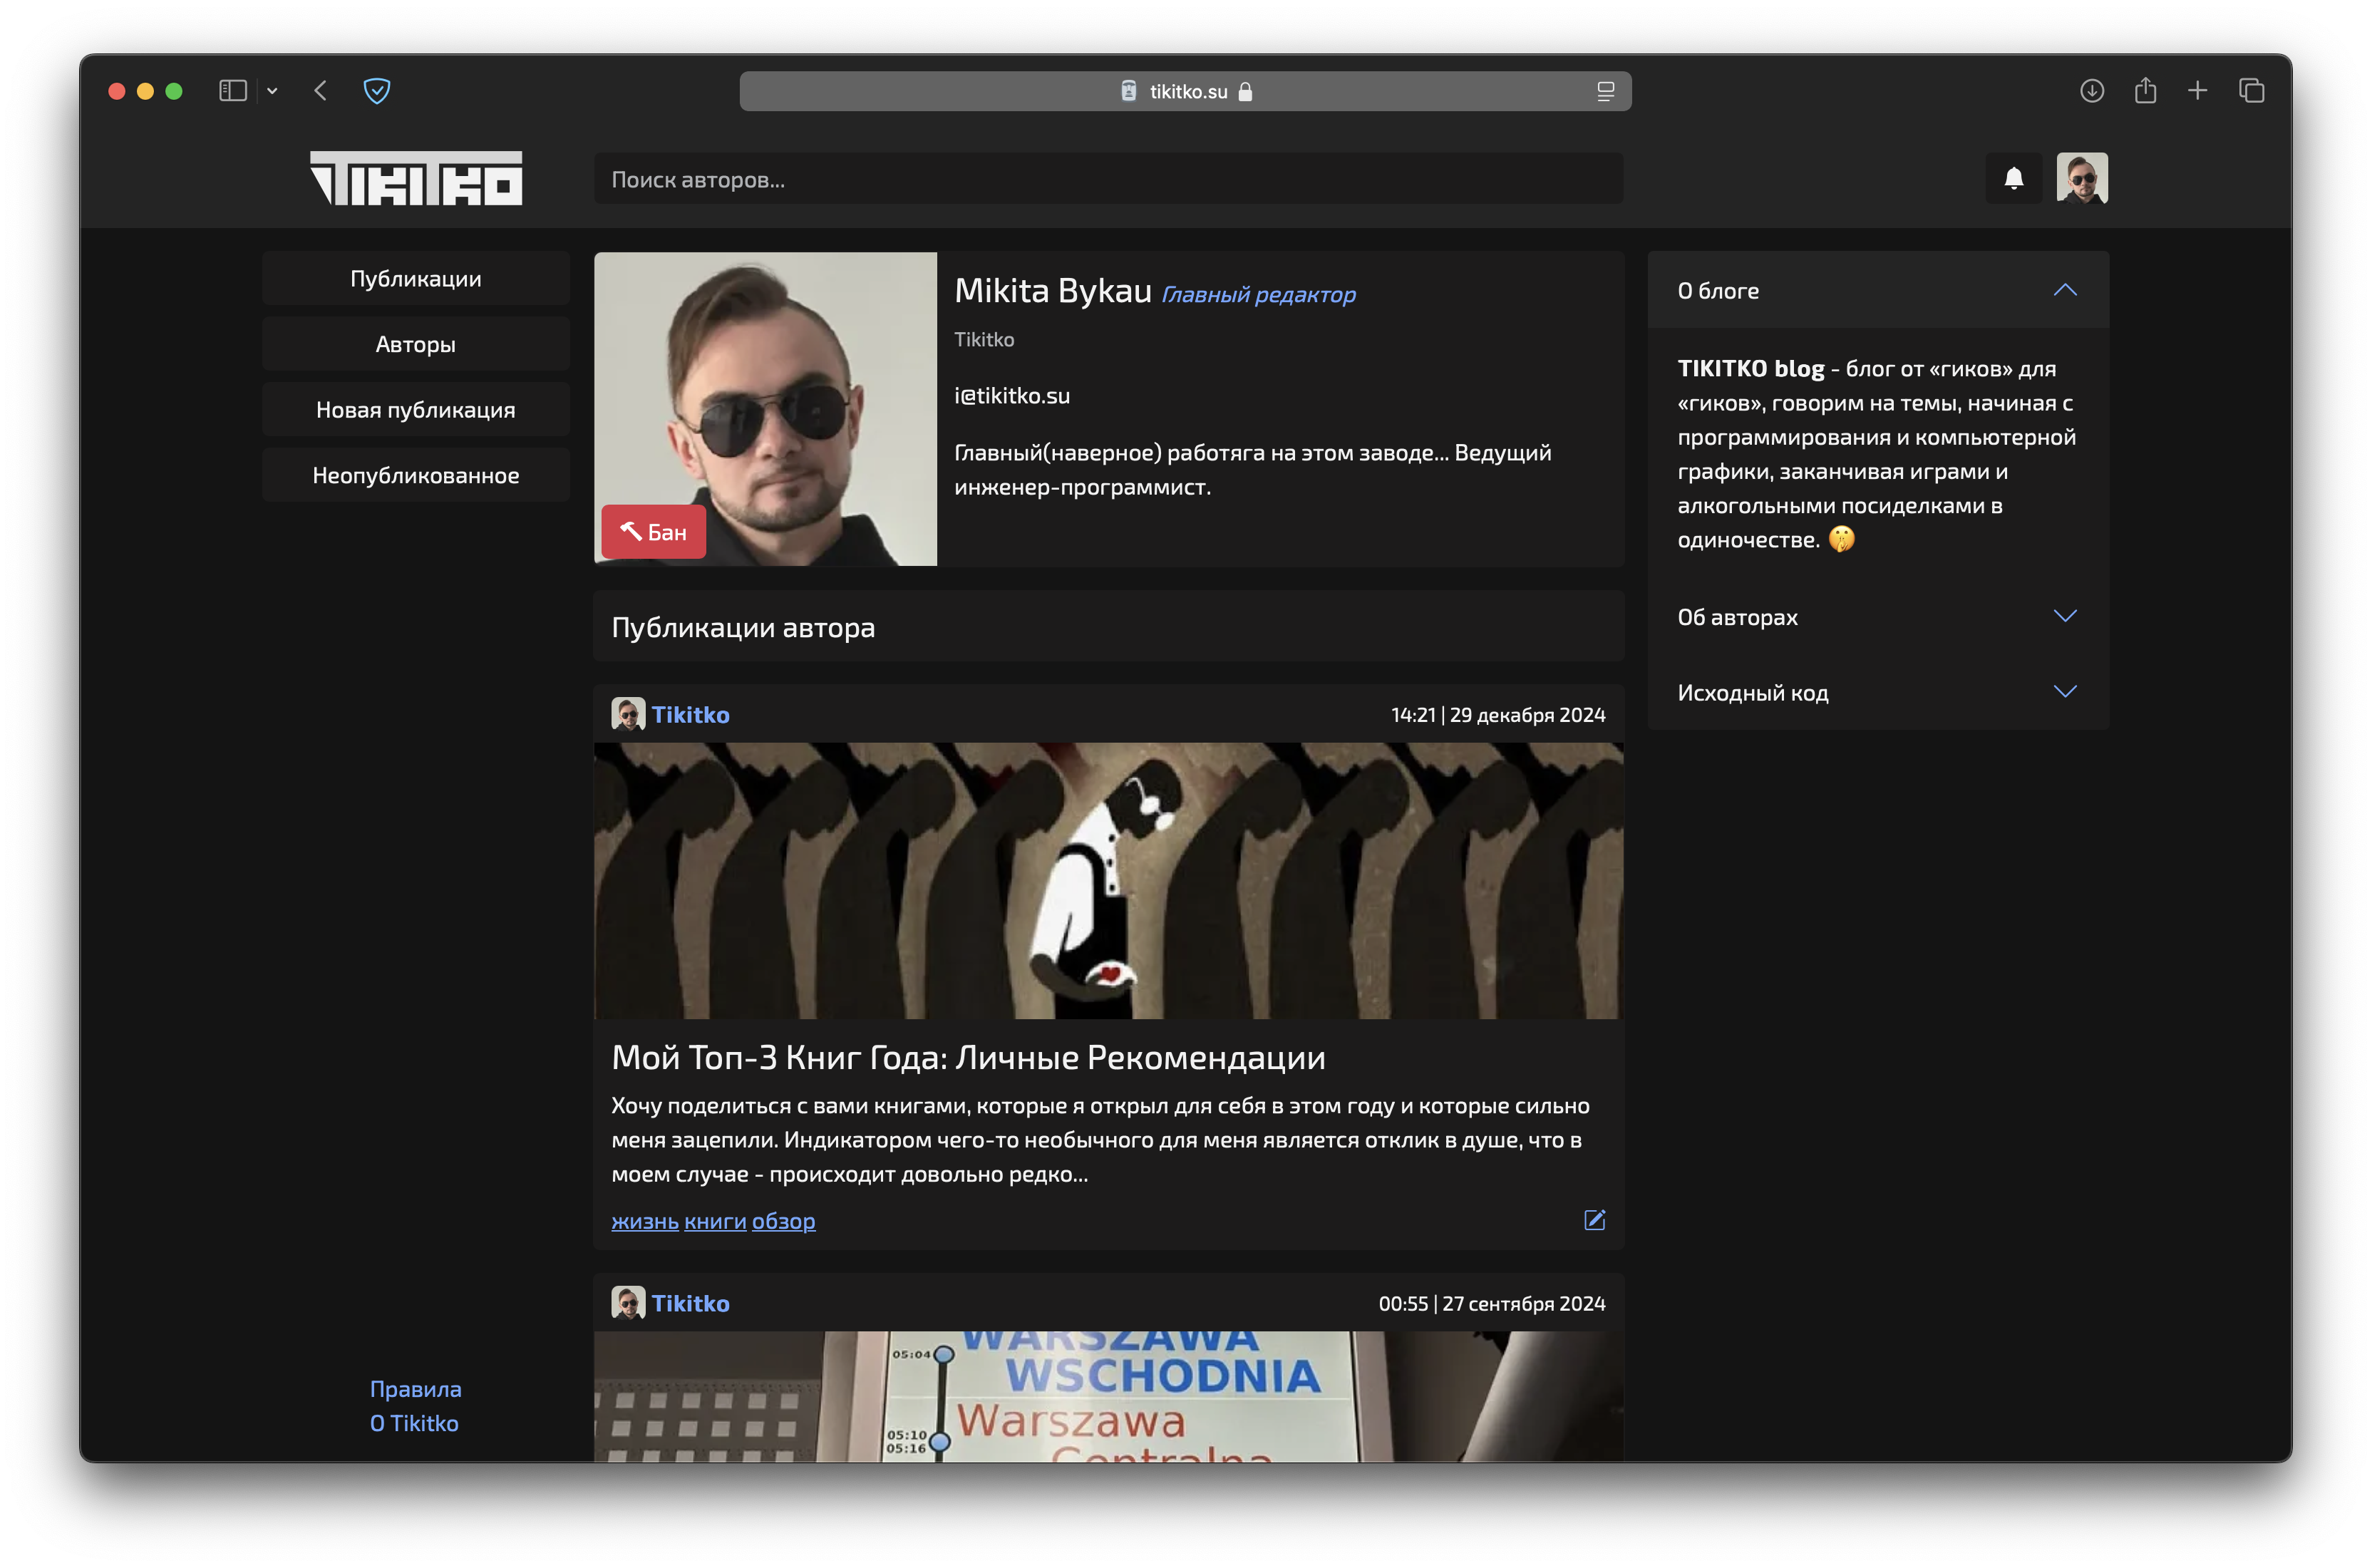 tikitko.su
TIKITKO
Поиск авторов...
Публикации
Авторы
Новая публикация
Неопубликованное
Mikita Bykau Главный редактор
Tikitko
i@tikitko.su
Главный(наверное) работяга на этом заводе... Ведущий
инженер-программист.
Бан
Публикации автора
Tikitko
14:21 | 29 декабря 2024
Мой Топ-3 Книг Года: Личные Рекомендации
Хочу поделиться с вами книгами, которые я открыл для себя в этом году и которые сильно
меня зацепили. Индикатором чего-то необычного для меня является отклик в душе, что в
моем случае - происходит довольно редко...
жизнь книги обзор
Tikitko
00:55 | 27 сентября 2024
WARSZAWA
05:04
WSCHODNIA
Warszawa
05:10
05:16
Centralna
О блоге
TIKITKO blog - блог от «гиков» для
«гиков», говорим на темы, начиная с
программирования и компьютерной
графики, заканчивая играми и
алкогольными посиделками в
одиночестве. 🤫
Об авторах
Исходный код
Правила
О Tikitko